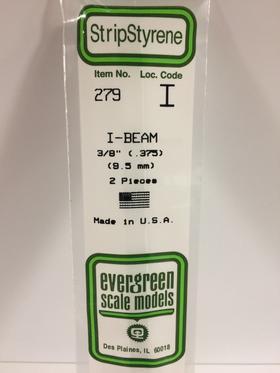 StripStyrene
Item No. Loc. Code
279 I
I-BEAM
3/8" (.375)
(9.5 mm)
2 Pieces
Made in U.S.A.
evergreen
scale models
Des Plaines, IL 60018